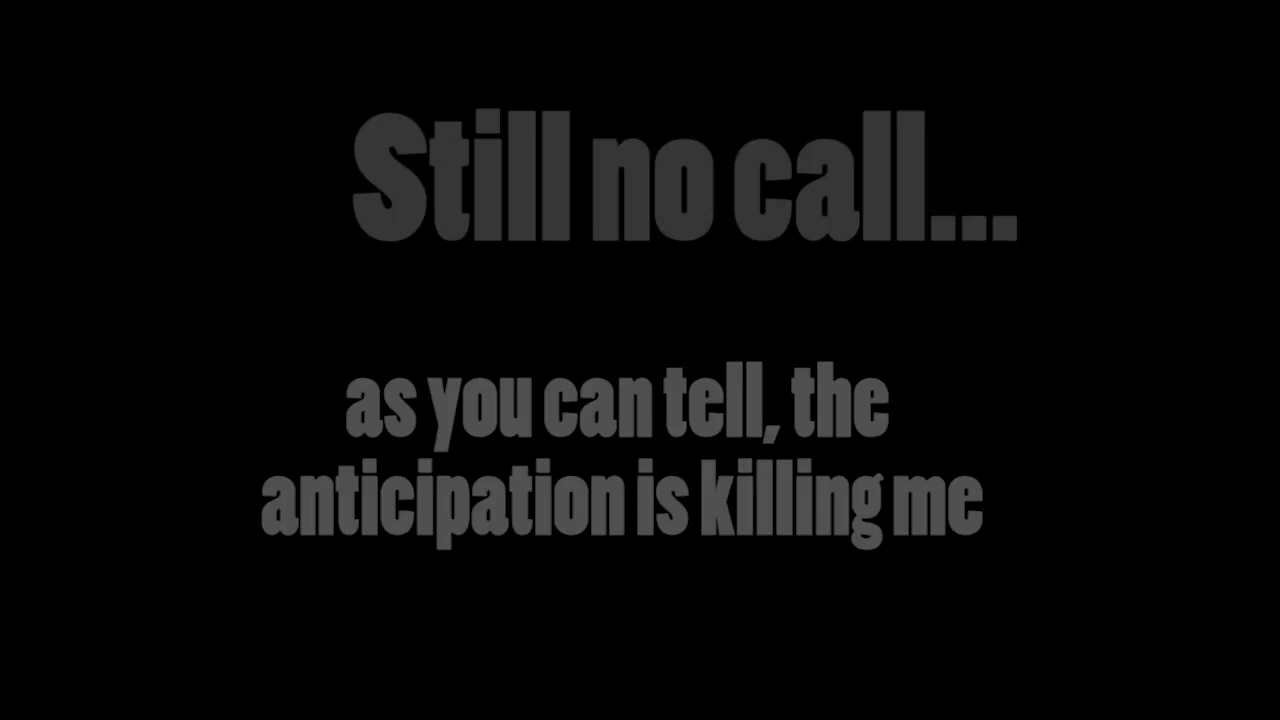 Still no call...
as you can tell, the
anticipation is killing me